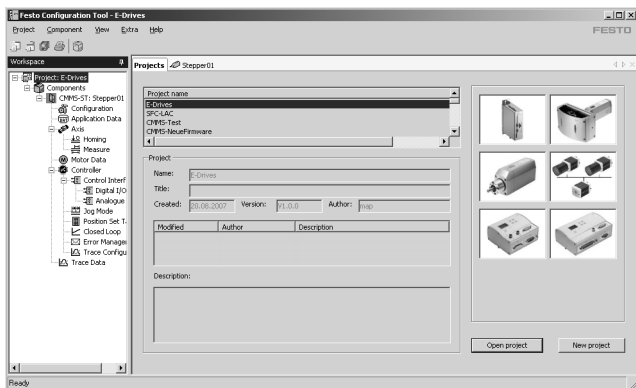 Festo Configuration Tool - E-Drives
Project Component View Extra Help
FESTO
Workspace
Project: E-Drives
Components
CMMS-ST: Stepper01
Configuration
Application Data
Axis
Homing
Measure
Motor Data
Controller
Control Interf
Digital I/O
Analogue
Jog Mode
Position Set T
Closed Loop
Error Manager
Trace Configu
Trace Data
Projects Stepper01
Project name
E-Drives
SFC-LAC
CMMS-Test
CMMS-NeueFirmware
Project
Name: E-Drives
Title:
Created: 20.08.2007 Version: V1.0.0 Author: map
Modified Author Description
Description:
Open project New project
Ready